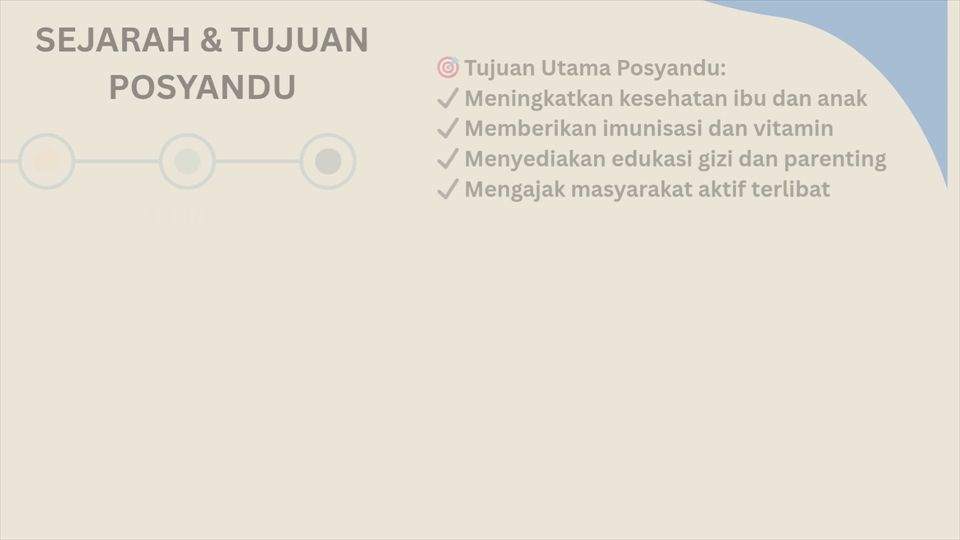 SEJARAH & TUJUAN
POSYANDU
🎯 Tujuan Utama Posyandu:
✔ Meningkatkan kesehatan ibu dan anak
✔ Memberikan imunisasi dan vitamin
✔ Menyediakan edukasi gizi dan parenting
✔ Mengajak masyarakat aktif terlibat